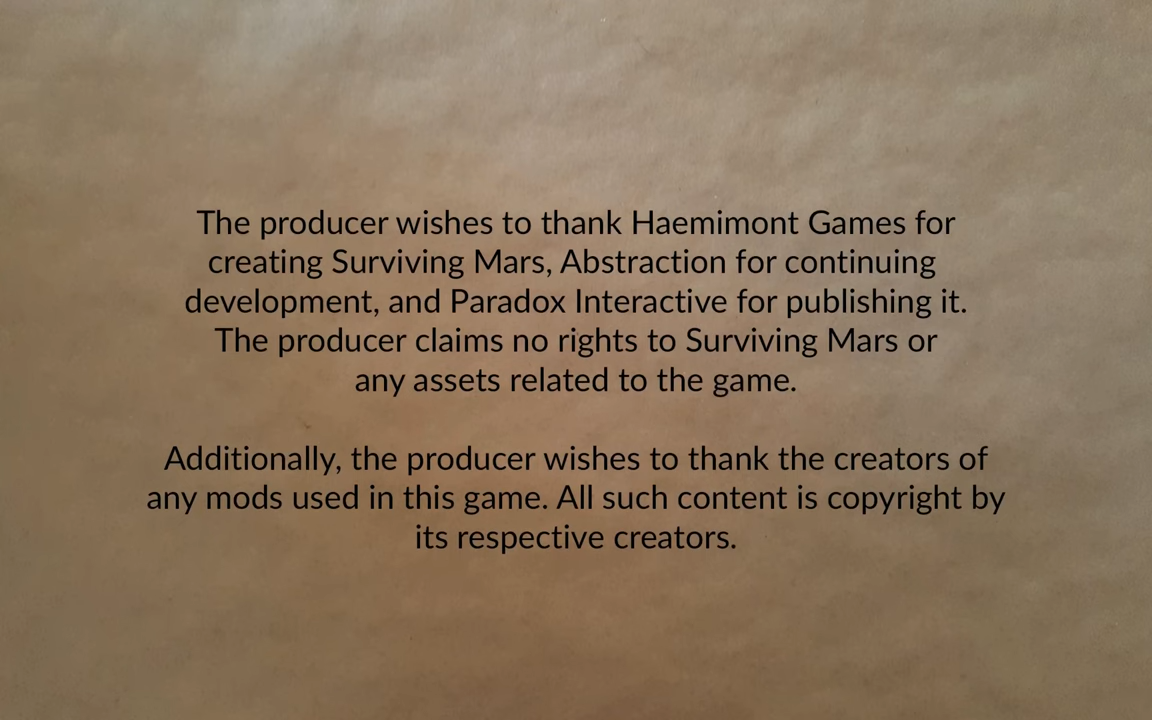 The producer wishes to thank Haemimont Games for
creating Surviving Mars, Abstraction for continuing
development, and Paradox Interactive for publishing it.
The producer claims no rights to Surviving Mars or
any assets related to the game.
Additionally, the producer wishes to thank the creators of
any mods used in this game. All such content is copyright by
its respective creators.